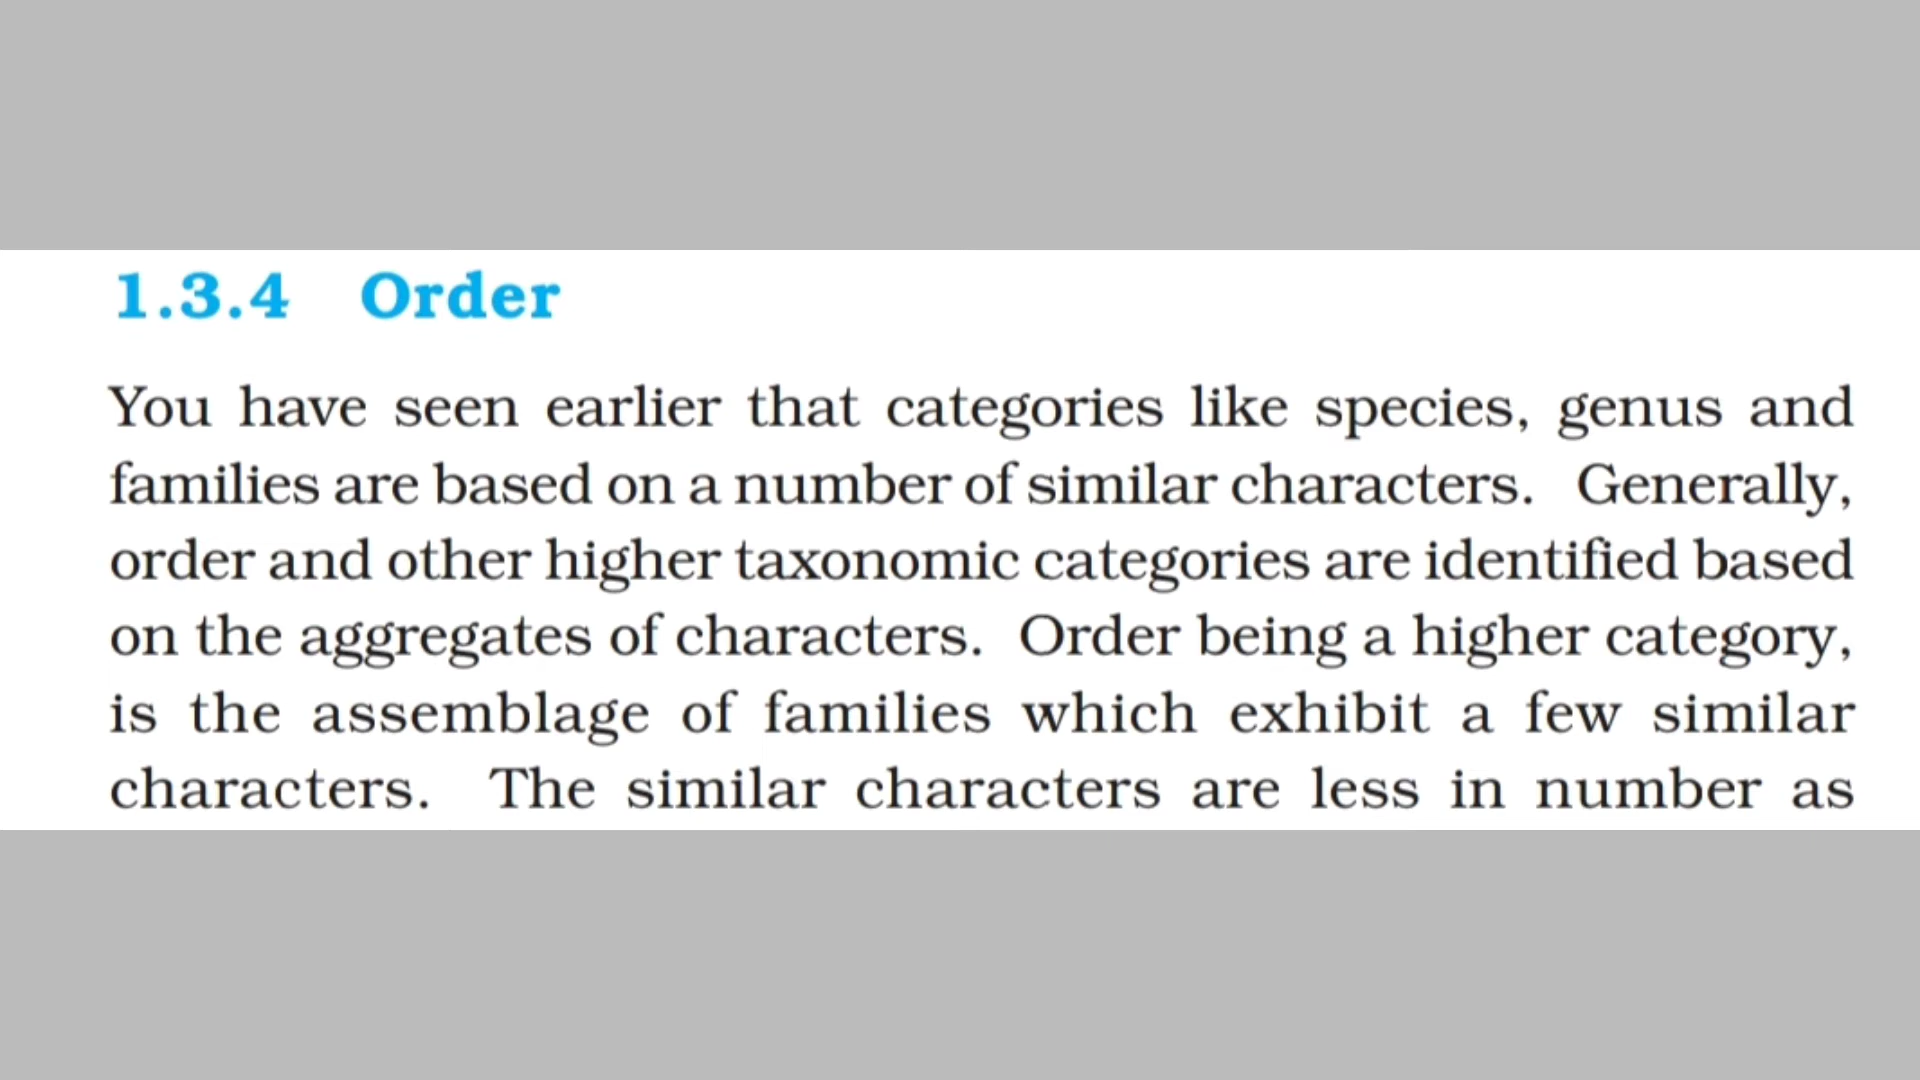 1.3.4 Order
You have seen earlier that categories like species, genus and
families are based on a number of similar characters. Generally,
order and other higher taxonomic categories are identified based
on the aggregates of characters. Order being a higher category,
is the assemblage of families which exhibit a few similar
characters. The similar characters are less in number as